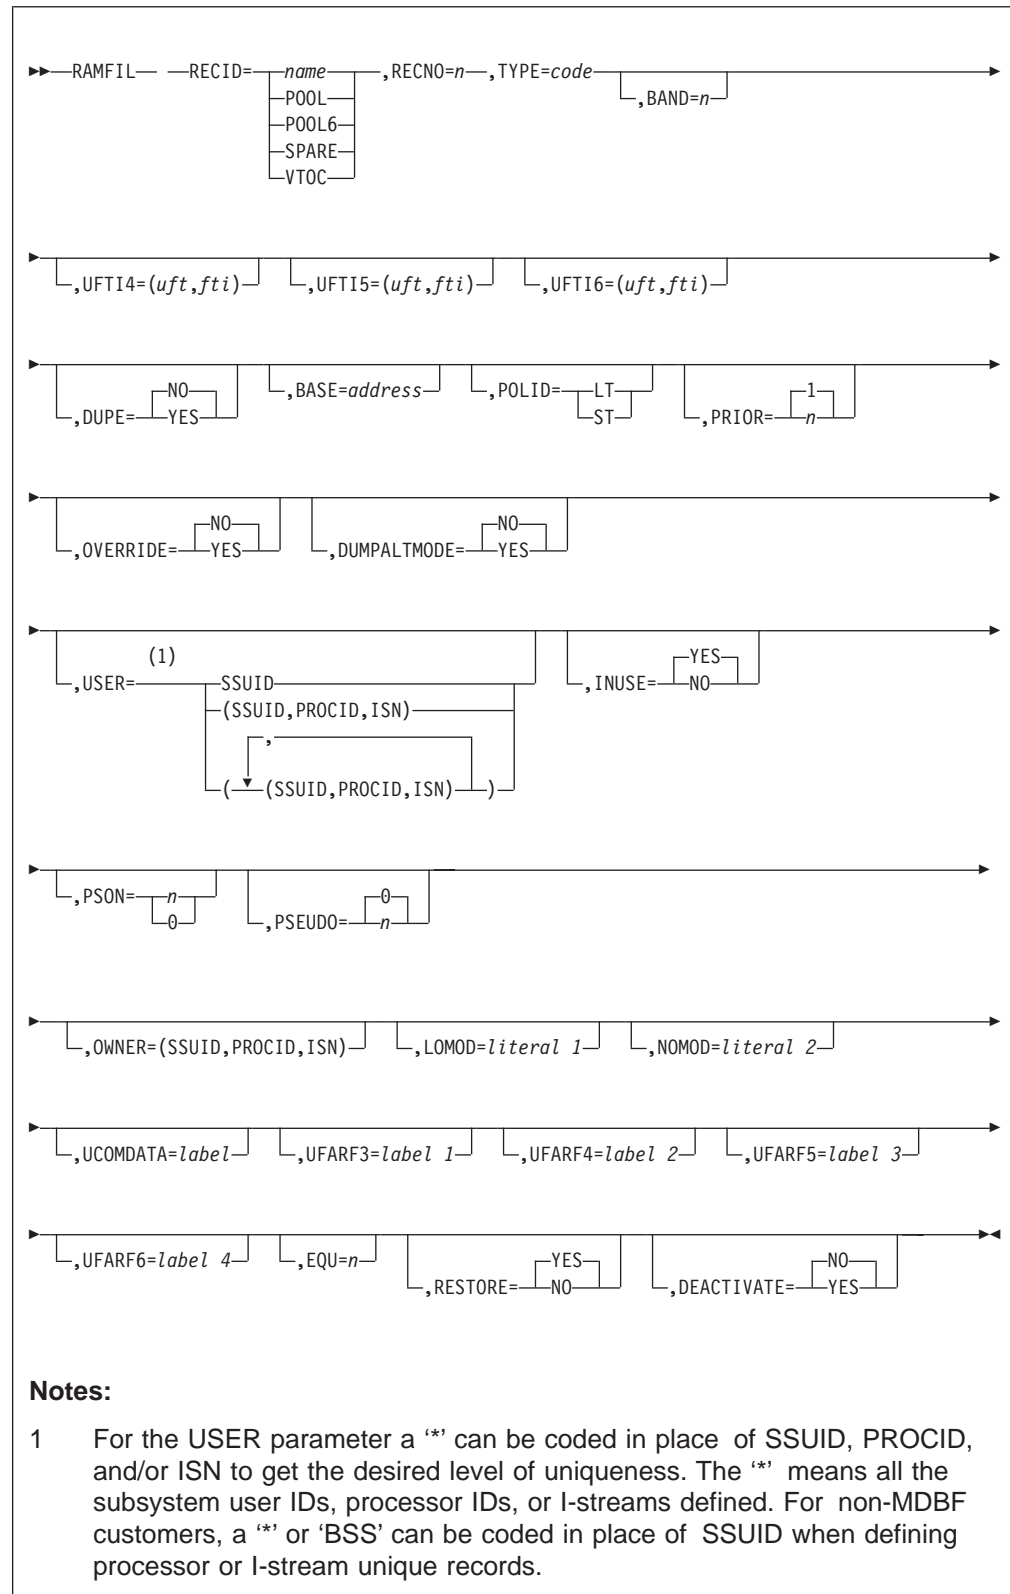 RAMFIL RECID= name ,RECNO=n ,TYPE=code
POOL ,BAND=n
POOL6
SPARE
VTOC
,UFTI4=(uft,fti) ,UFTI5=(uft,fti) ,UFTI6=(uft,fti)
NO LT 1
,DUPE= YES ,BASE=address ,POLID= ST ,PRIOR= n
NO NO
,OVERRIDE= YES ,DUMPALTMODE= YES
(1) YES
,USER= SSUID ,INUSE= NO
(SSUID,PROCID,ISN)
,
( (SSUID,PROCID,ISN) )
,PSON= n 0
0 ,PSEUDO= n
,OWNER=(SSUID,PROCID,ISN) ,LOMOD=literal 1 ,NOMOD=literal 2
,UCOMDATA=label ,UFARF3=label 1 ,UFARF4=label 2 ,UFARF5=label 3
,UFARF6=label 4 ,EQU=n YES NO
,RESTORE= NO ,DEACTIVATE= YES
Notes:
1 For the USER parameter a ‘*’ can be coded in place of SSUID, PROCID,
and/or ISN to get the desired level of uniqueness. The ‘*’ means all the
subsystem user IDs, processor IDs, or I-streams defined. For non-MDBF
customers, a ‘*’ or ‘BSS’ can be coded in place of SSUID when defining
processor or I-stream unique records.